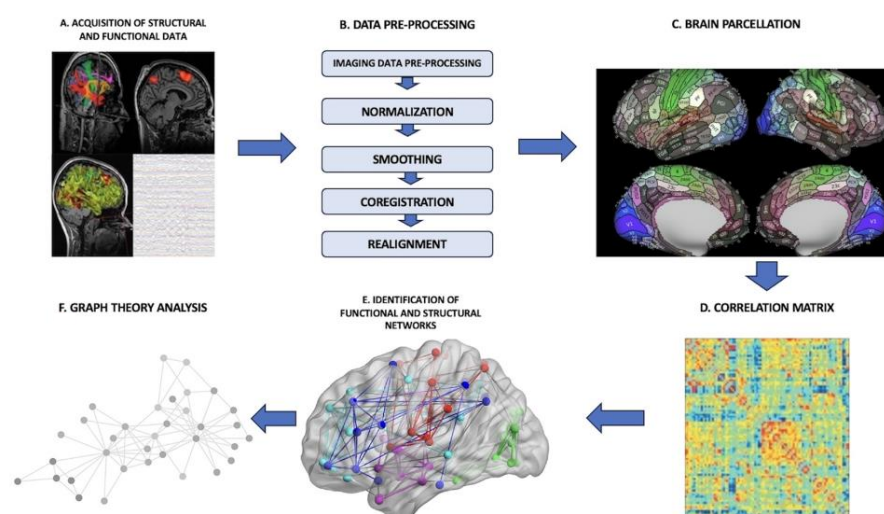 A. ACQUISITION OF STRUCTURAL
AND FUNCTIONAL DATA
B. DATA PRE-PROCESSING
IMAGING DATA PRE-PROCESSING
NORMALIZATION
SMOOTHING
COREGISTRATION
REALIGNMENT
C. BRAIN PARCELLATION
V1
D. CORRELATION MATRIX
E. IDENTIFICATION OF
FUNCTIONAL AND STRUCTURAL
NETWORKS
F. GRAPH THEORY ANALYSIS